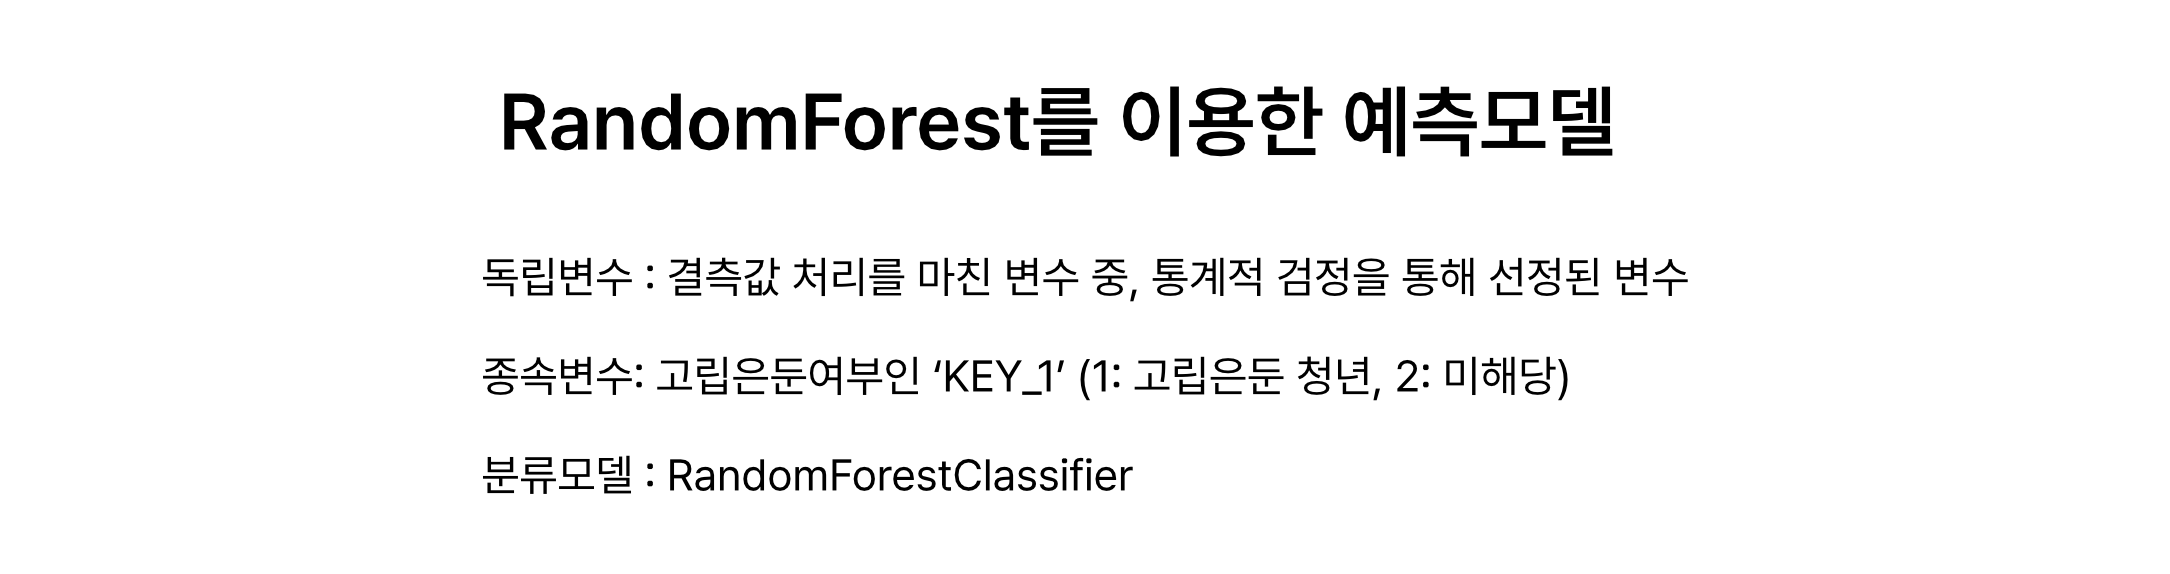 RandomForest를 이용한 예측모델
독립변수 : 결측값 처리를 마친 변수 중, 통계적 검정을 통해 선정된 변수
종속변수: 고립은둔여부인 ‘KEY_1’ (1: 고립은둔 청년, 2: 미해당)
분류모델 : RandomForestClassifier